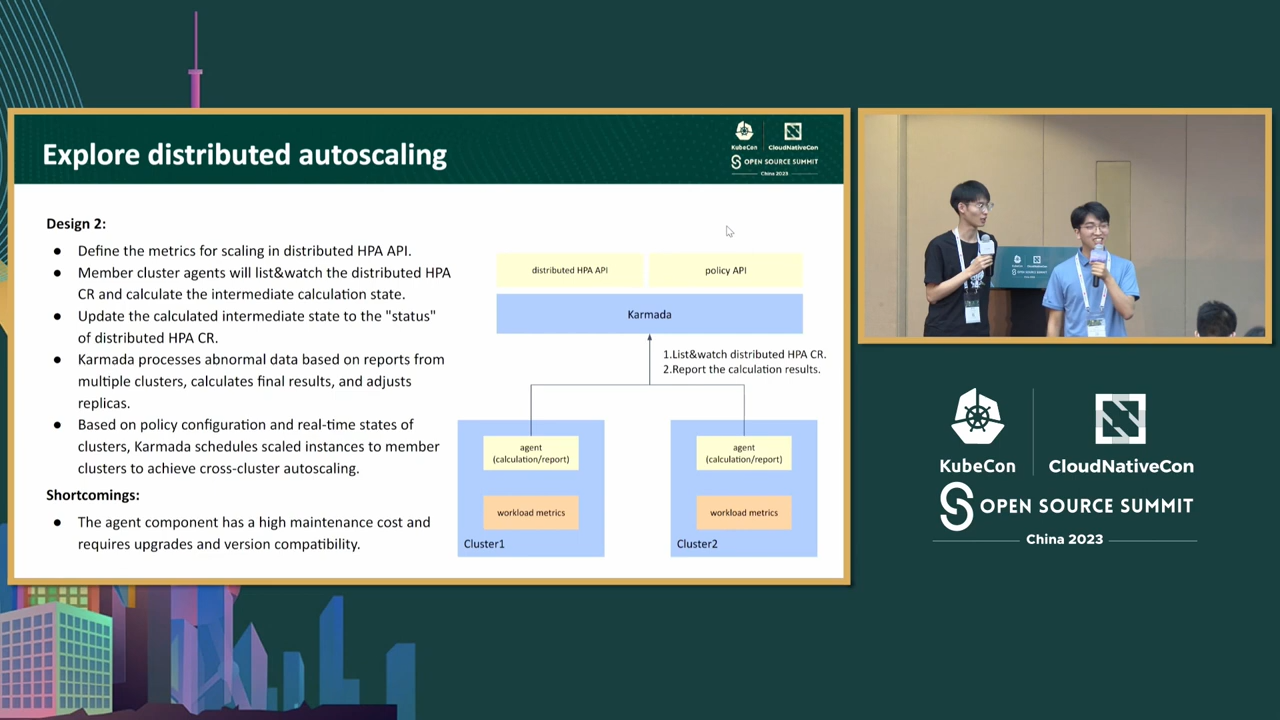 Explore distributed autoscaling
KubeCon
CloudNativeCon
OPEN SOURCE SUMMIT
China 2023
Design 2:
● Define the metrics for scaling in distributed HPA API.
● Member cluster agents will list&watch the distributed HPA
CR and calculate the intermediate calculation state.
● Update the calculated intermediate state to the "status"
of distributed HPA CR.
● Karmada processes abnormal data based on reports from
multiple clusters, calculates final results, and adjusts
replicas.
● Based on policy configuration and real-time states of
clusters, Karmada schedules scaled instances to member
clusters to achieve cross-cluster autoscaling.
Shortcomings:
● The agent component has a high maintenance cost and
requires upgrades and version compatibility.
distributed HPA API
policy API
Karmada
1.List&watch distributed HPA CR.
2.Report the calculation results.
agent
(calculation/report)
workload metrics
Cluster1
agent
(calculation/report)
workload metrics
Cluster2
KubeCon
CloudNativeCon
OPEN SOURCE SUMMIT
China 2023